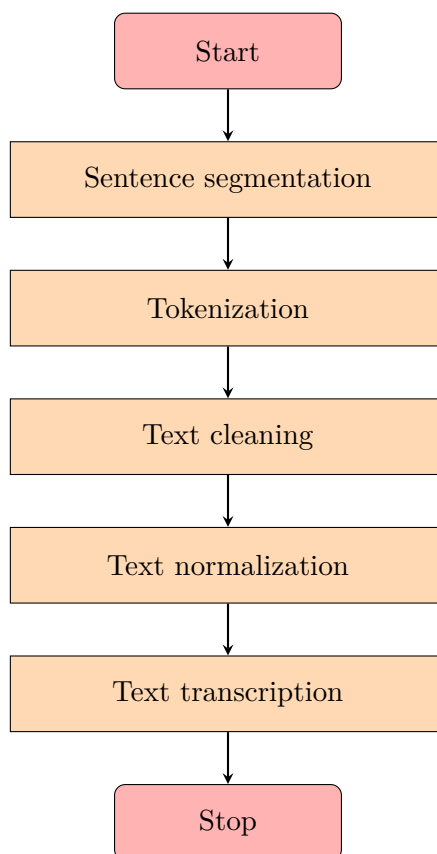 Start
Sentence segmentation
Tokenization
Text cleaning
Text normalization
Text transcription
Stop